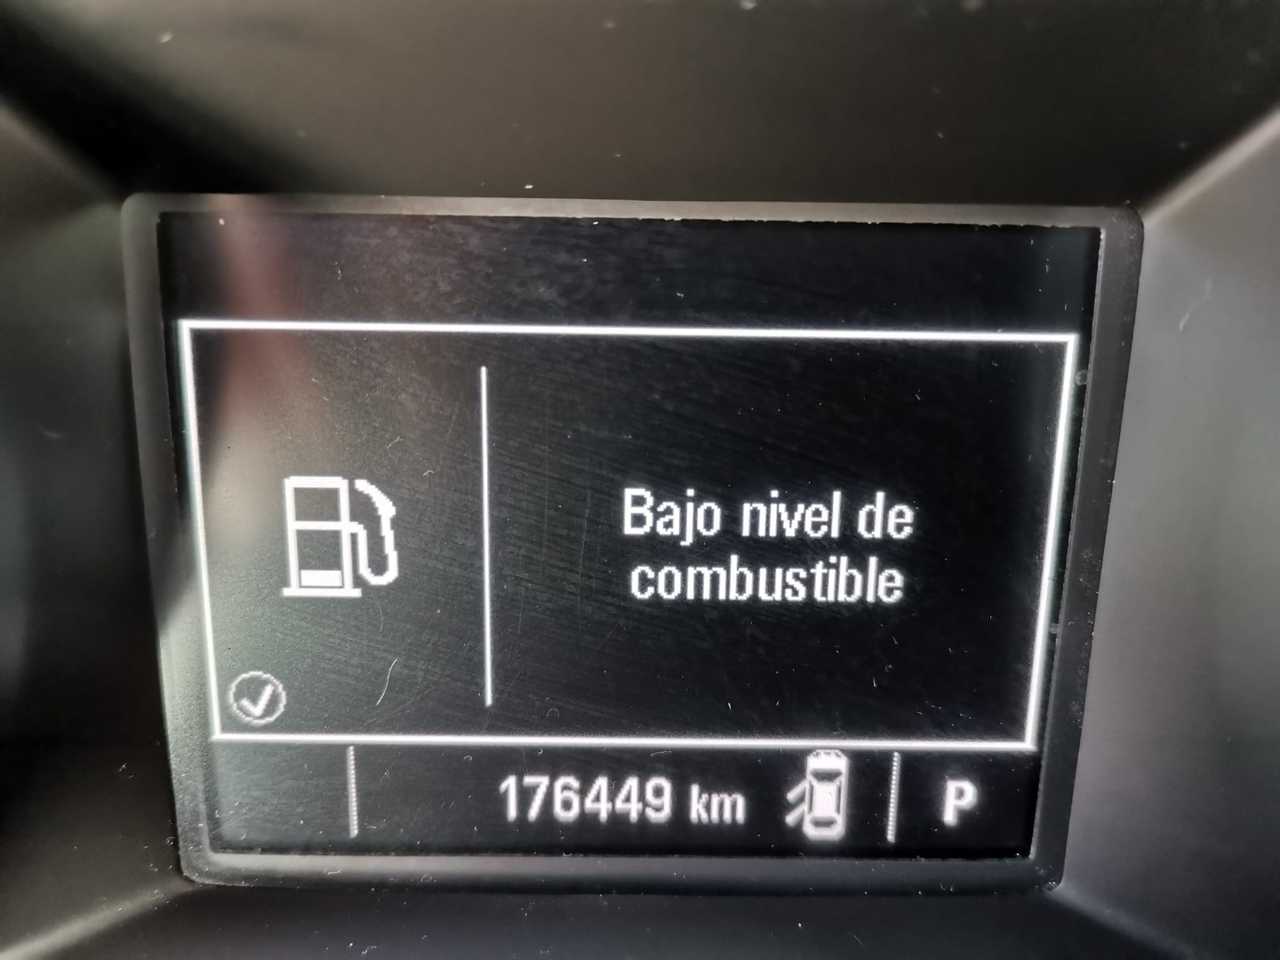 Bajo nivel de
combustible
176449 km
P